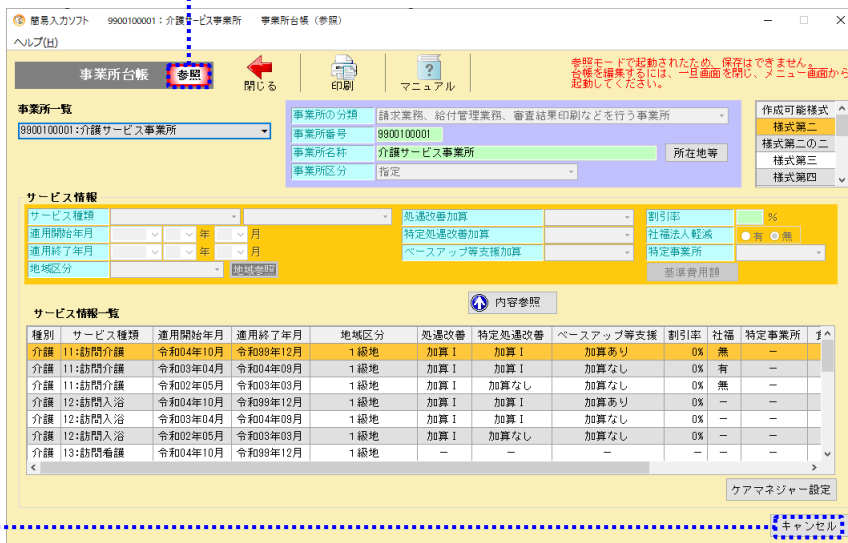 簡易入力ソフト 9900100001：介護サービス事業所 事業所台帳（参照）
ヘルプ(H)
事業所台帳 参照 閉じる 印刷 マニュアル
参照モードで起動されたため、保存はできません。
台帳を編集するには、一旦画面を閉じ、メニュー画面から
起動してください。
事業所一覧
9900100001:介護サービス事業所
事業所の分類 請求業務、給付管理業務、審査結果印刷などを行う事業所
事業所番号 9900100001
事業所名称 介護サービス事業所 所在地等
事業所区分 指定
作成可能様式
様式第二
様式第二の二
様式第三
様式第四
サービス情報
サービス種類 処遇改善加算 割引率 %
適用開始年月 年 月 特定処遇改善加算 社福法人軽減 有 無
適用終了年月 年 月 ベースアップ等支援加算 特定事業所
地域区分 地域参照 基準費用額
内容参照
サービス情報一覧
種別 サービス種類 適用開始年月 適用終了年月 地域区分 処遇改善 特定処遇改善 ベースアップ等支援 割引率 社福 特定事業所
介護 11:訪問介護 令和04年10月 令和99年12月 1級地 加算Ⅰ 加算Ⅰ 加算あり 0% 無 －
介護 11:訪問介護 令和03年04月 令和04年09月 1級地 加算Ⅰ 加算Ⅰ 加算なし 0% 有 －
介護 11:訪問介護 令和02年05月 令和03年03月 1級地 加算Ⅰ 加算なし 加算なし 0% 無 －
介護 12:訪問入浴 令和04年10月 令和99年12月 1級地 加算Ⅰ 加算Ⅰ 加算あり 0% － －
介護 12:訪問入浴 令和03年04月 令和04年09月 1級地 加算Ⅰ 加算Ⅰ 加算なし 0% － －
介護 12:訪問入浴 令和02年05月 令和03年03月 1級地 加算Ⅰ 加算なし 加算なし 0% － －
介護 13:訪問看護 令和04年10月 令和99年12月 1級地 － － － － － －
ケアマネジャー設定
キャンセル